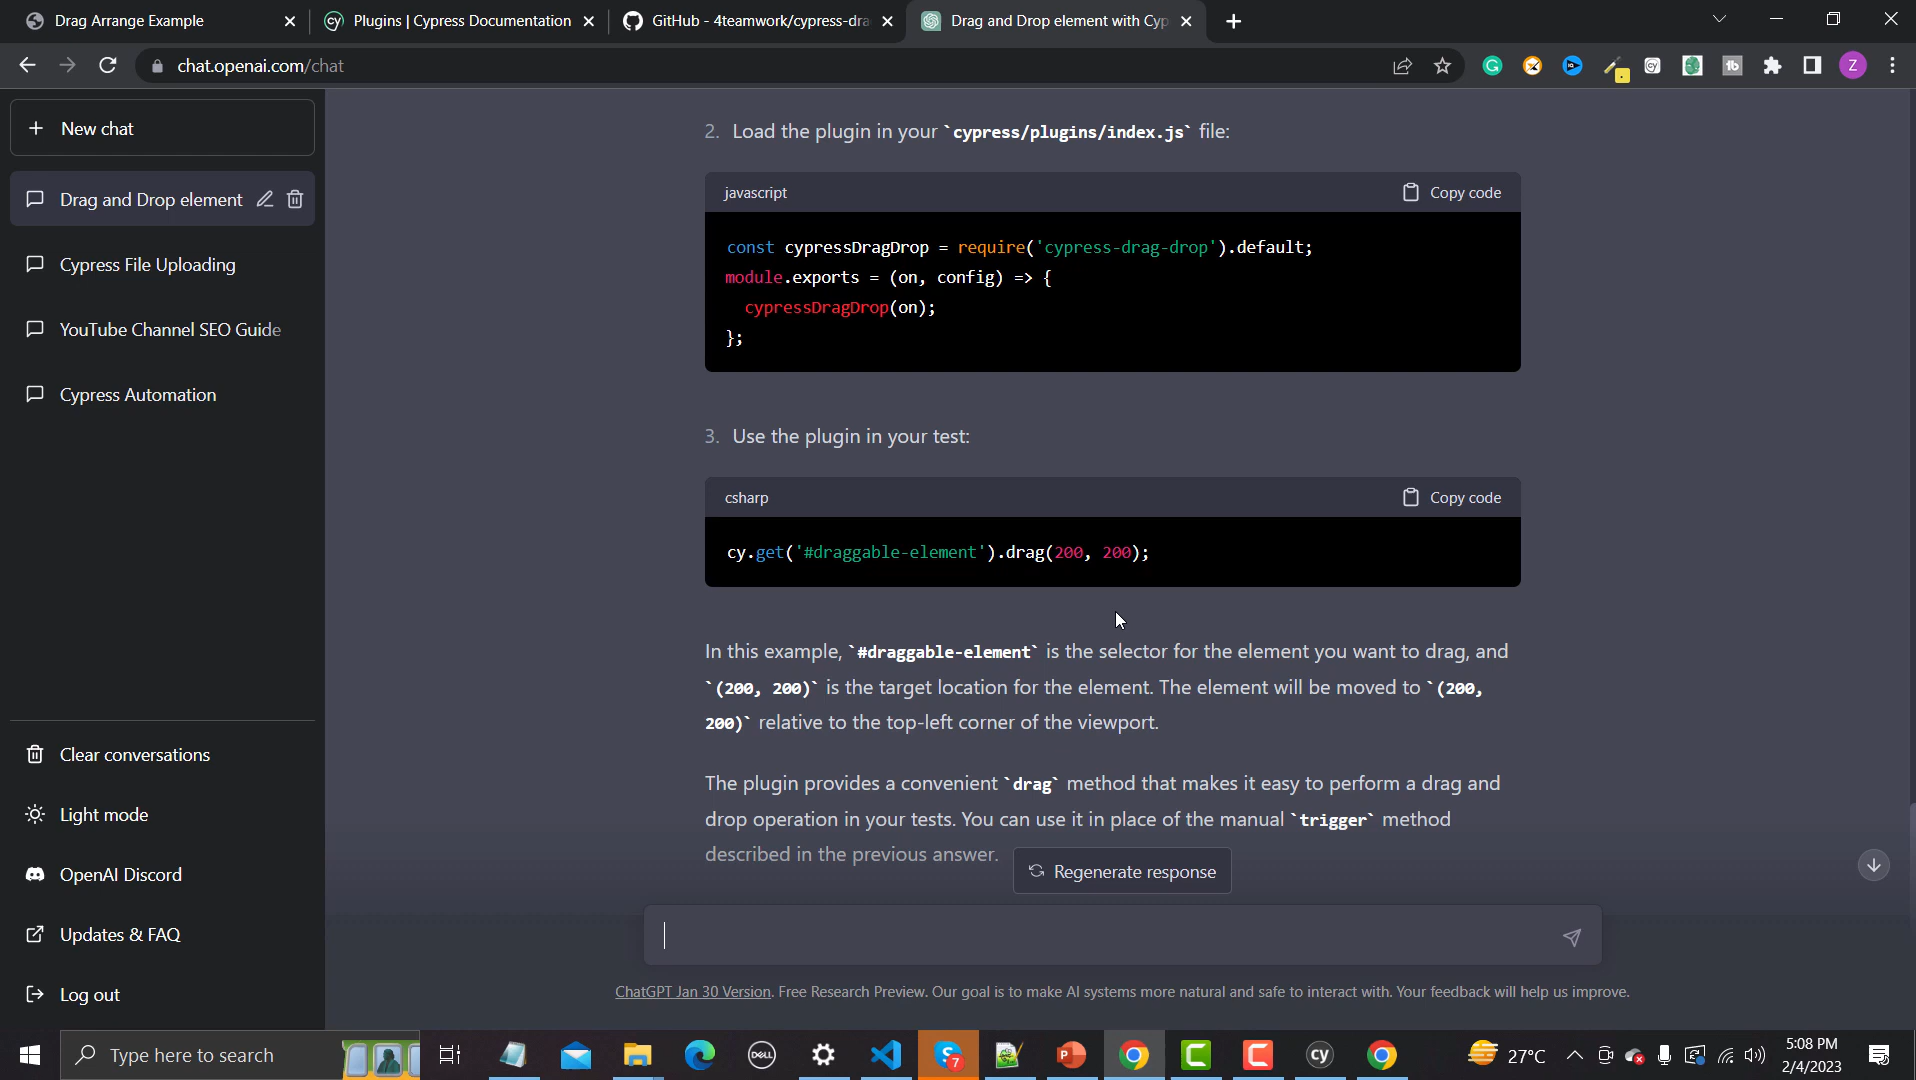 Drag Arrange Example
Plugins | Cypress Documentation
GitHub - 4teamwork/cypress-dra
Drag and Drop element with Cyp
chat.openai.com/chat
Z
New chat
Drag and Drop element
Cypress File Uploading
YouTube Channel SEO Guide
Cypress Automation
Clear conversations
Light mode
OpenAI Discord
Updates & FAQ
Log out
2. Load the plugin in your `cypress/plugins/index.js` file:
javascript
Copy code
const cypressDragDrop = require('cypress-drag-drop').default;
module.exports = (on, config) => {
cypressDragDrop(on);
};
3. Use the plugin in your test:
csharp
Copy code
cy.get('#draggable-element').drag(200, 200);
In this example, `#draggable-element` is the selector for the element you want to drag, and
`(200, 200)` is the target location for the element. The element will be moved to `(200,
200)` relative to the top-left corner of the viewport.
The plugin provides a convenient `drag` method that makes it easy to perform a drag and
drop operation in your tests. You can use it in place of the manual `trigger` method
described in the previous answer.
Regenerate response
ChatGPT Jan 30 Version. Free Research Preview. Our goal is to make AI systems more natural and safe to interact with. Your feedback will help us improve.
Type here to search
DELL
7
cy
27°C
5:08 PM
2/4/2023